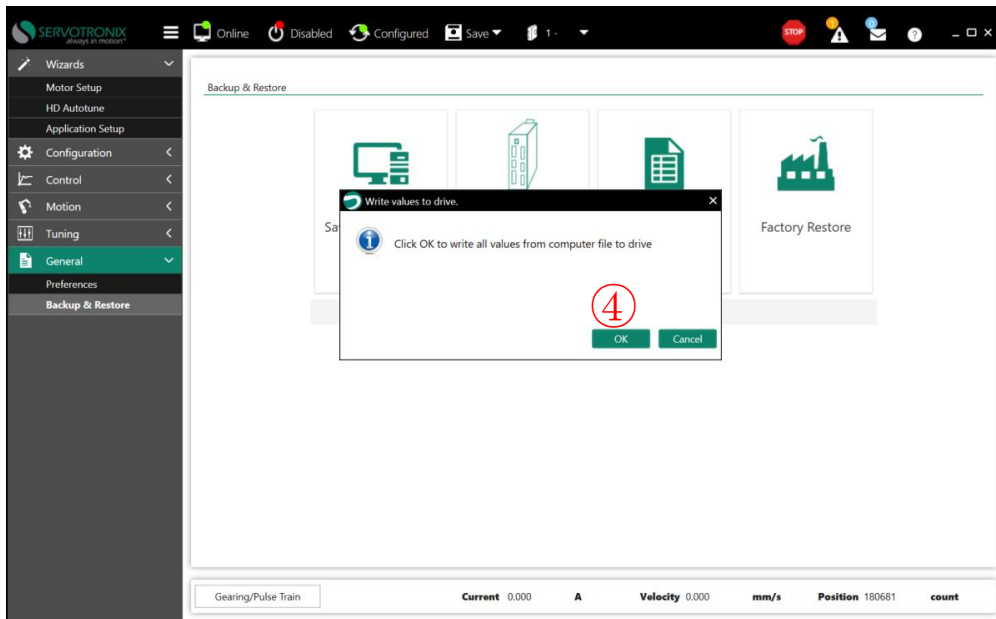 SERVOTRONIX
always in motion™
Online
Disabled
Configured
Save
1 -
STOP
1
0
?
Wizards
Motor Setup
HD Autotune
Application Setup
Configuration
Control
Motion
Tuning
General
Preferences
Backup & Restore
Backup & Restore
Sa
Factory Restore
Write values to drive.
Click OK to write all values from computer file to drive
④
OK
Cancel
Gearing/Pulse Train
Current 0.000 A
Velocity 0.000 mm/s
Position 180681 count